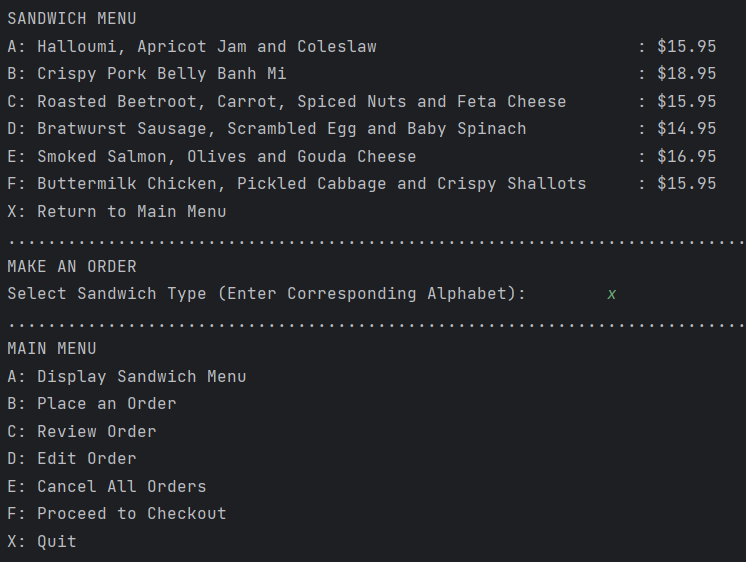 SANDWICH MENU
A: Halloumi, Apricot Jam and Coleslaw : $15.95
B: Crispy Pork Belly Banh Mi : $18.95
C: Roasted Beetroot, Carrot, Spiced Nuts and Feta Cheese : $15.95
D: Bratwurst Sausage, Scrambled Egg and Baby Spinach : $14.95
E: Smoked Salmon, Olives and Gouda Cheese : $16.95
F: Buttermilk Chicken, Pickled Cabbage and Crispy Shallots : $15.95
X: Return to Main Menu
..........................................................................
MAKE AN ORDER
Select Sandwich Type (Enter Corresponding Alphabet): x
..........................................................................
MAIN MENU
A: Display Sandwich Menu
B: Place an Order
C: Review Order
D: Edit Order
E: Cancel All Orders
F: Proceed to Checkout
X: Quit